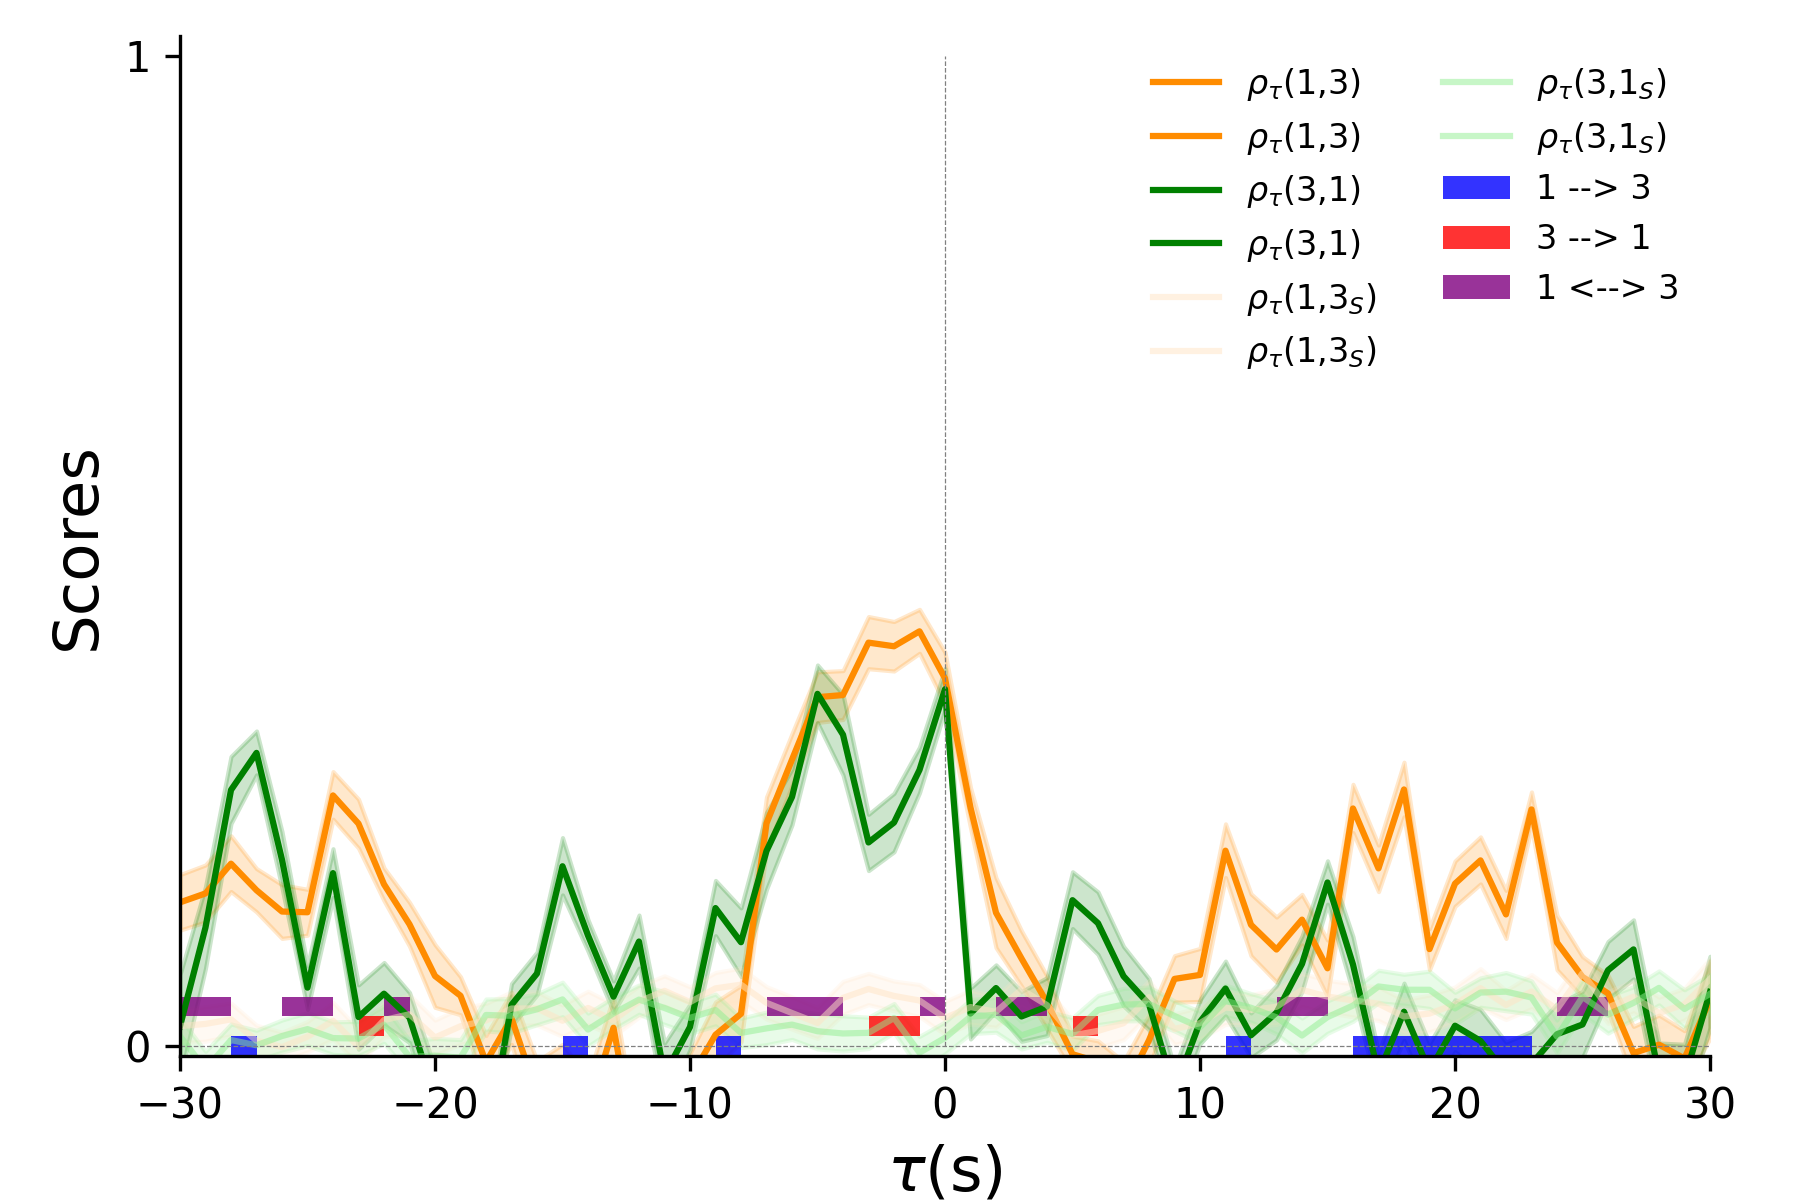 1
0
Scores
ρτ(1,3)
ρτ(1,3)
ρτ(3,1)
ρτ(3,1)
ρτ(1,3S)
ρτ(1,3S)
ρτ(3,1S)
ρτ(3,1S)
1 --> 3
3 --> 1
1 <--> 3
−30 −20 −10 0 10 20 30
τ(s)